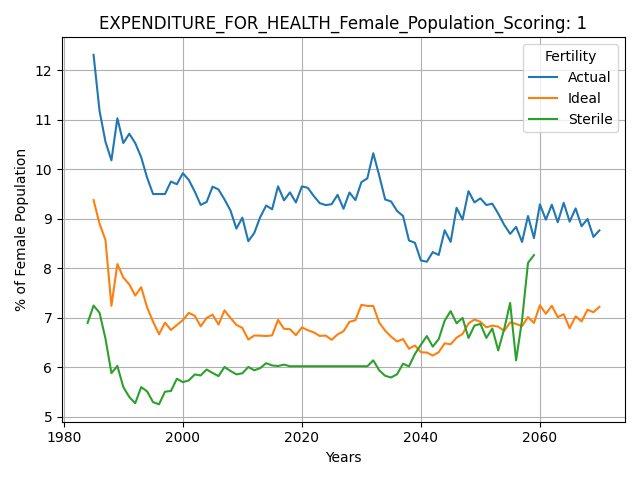 EXPENDITURE_FOR_HEALTH_Female_Population_Scoring: 1
Fertility
Actual
Ideal
Sterile
% of Female Population
12
11
10
9
8
7
6
5
1980 2000 2020 2040 2060
Years